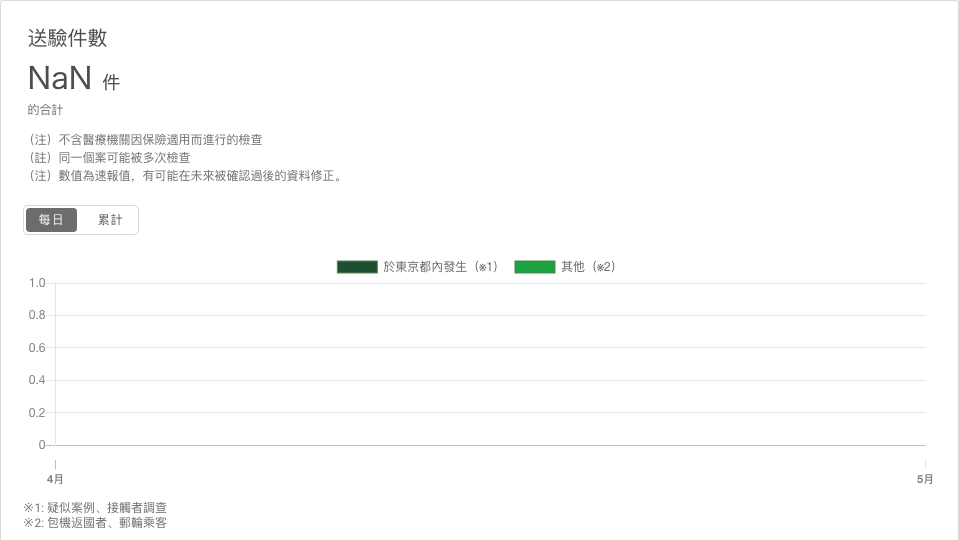 送驗件數
NaN 件
的合計
（注）不含醫療機關因保險適用而進行的檢查
（註）同一個案可能被多次檢查
（注）數值為速報值，有可能在未來被確認過後的資料修正。
每日 累計
於東京都內發生（※1） 其他（※2）
1.0
0.8
0.6
0.4
0.2
0
4月 5月
※1: 疑似案例、接觸者調查
※2: 包機返國者、郵輪乘客